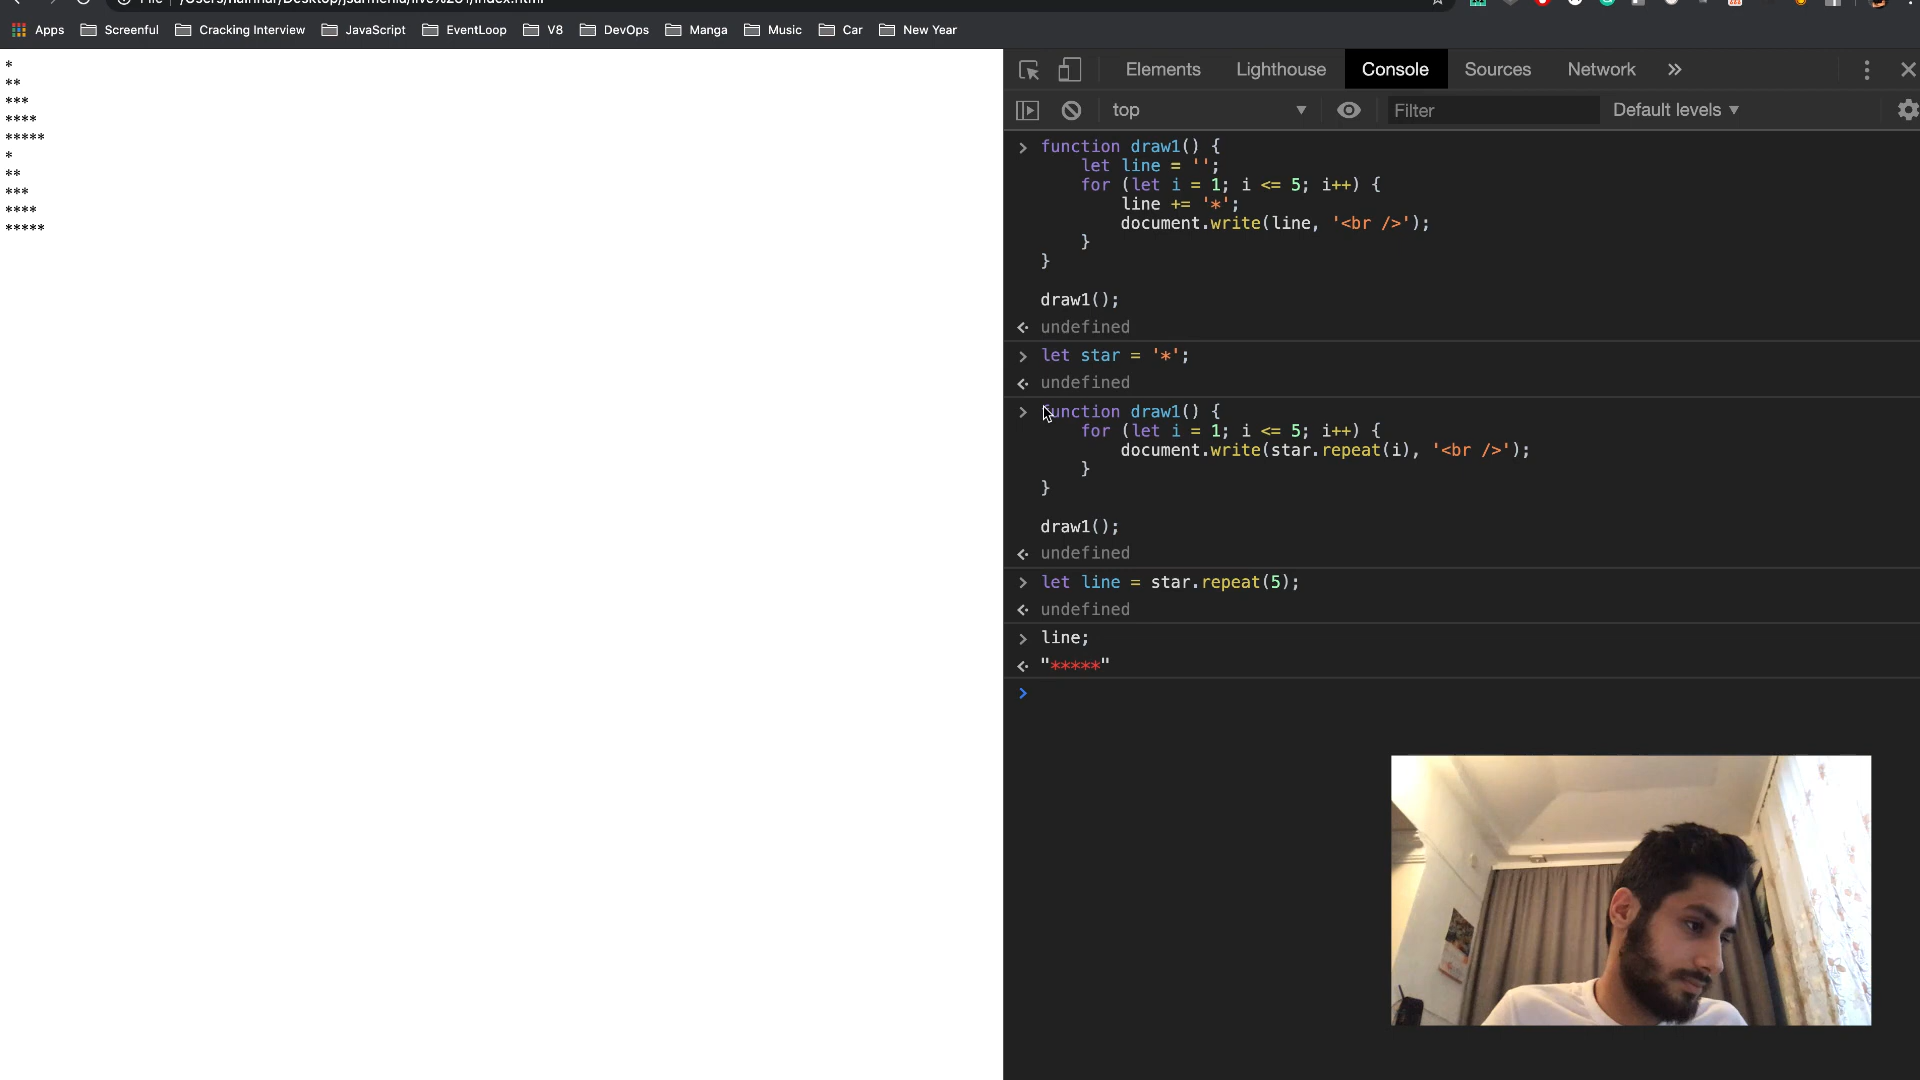 Apps Screenful Cracking Interview JavaScript EventLoop V8 DevOps Manga Music Car New Year
*
**
***
****
*****
*
**
***
****
*****
Elements Lighthouse Console Sources Network »
top ▼ Filter Default levels ▼
> function draw1() {
let line = '';
for (let i = 1; i <= 5; i++) {
line += '*';
document.write(line, '<br />');
}
}
draw1();
undefined
> let star = '*';
undefined
> function draw1() {
for (let i = 1; i <= 5; i++) {
document.write(star.repeat(i), '<br />');
}
}
draw1();
undefined
> let line = star.repeat(5);
undefined
> line;
"*****"
>